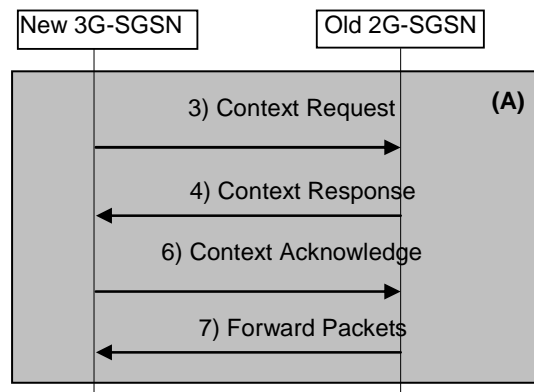 New 3G-SGSN Old 2G-SGSN
(A)
3) Context Request
4) Context Response
6) Context Acknowledge
7) Forward Packets